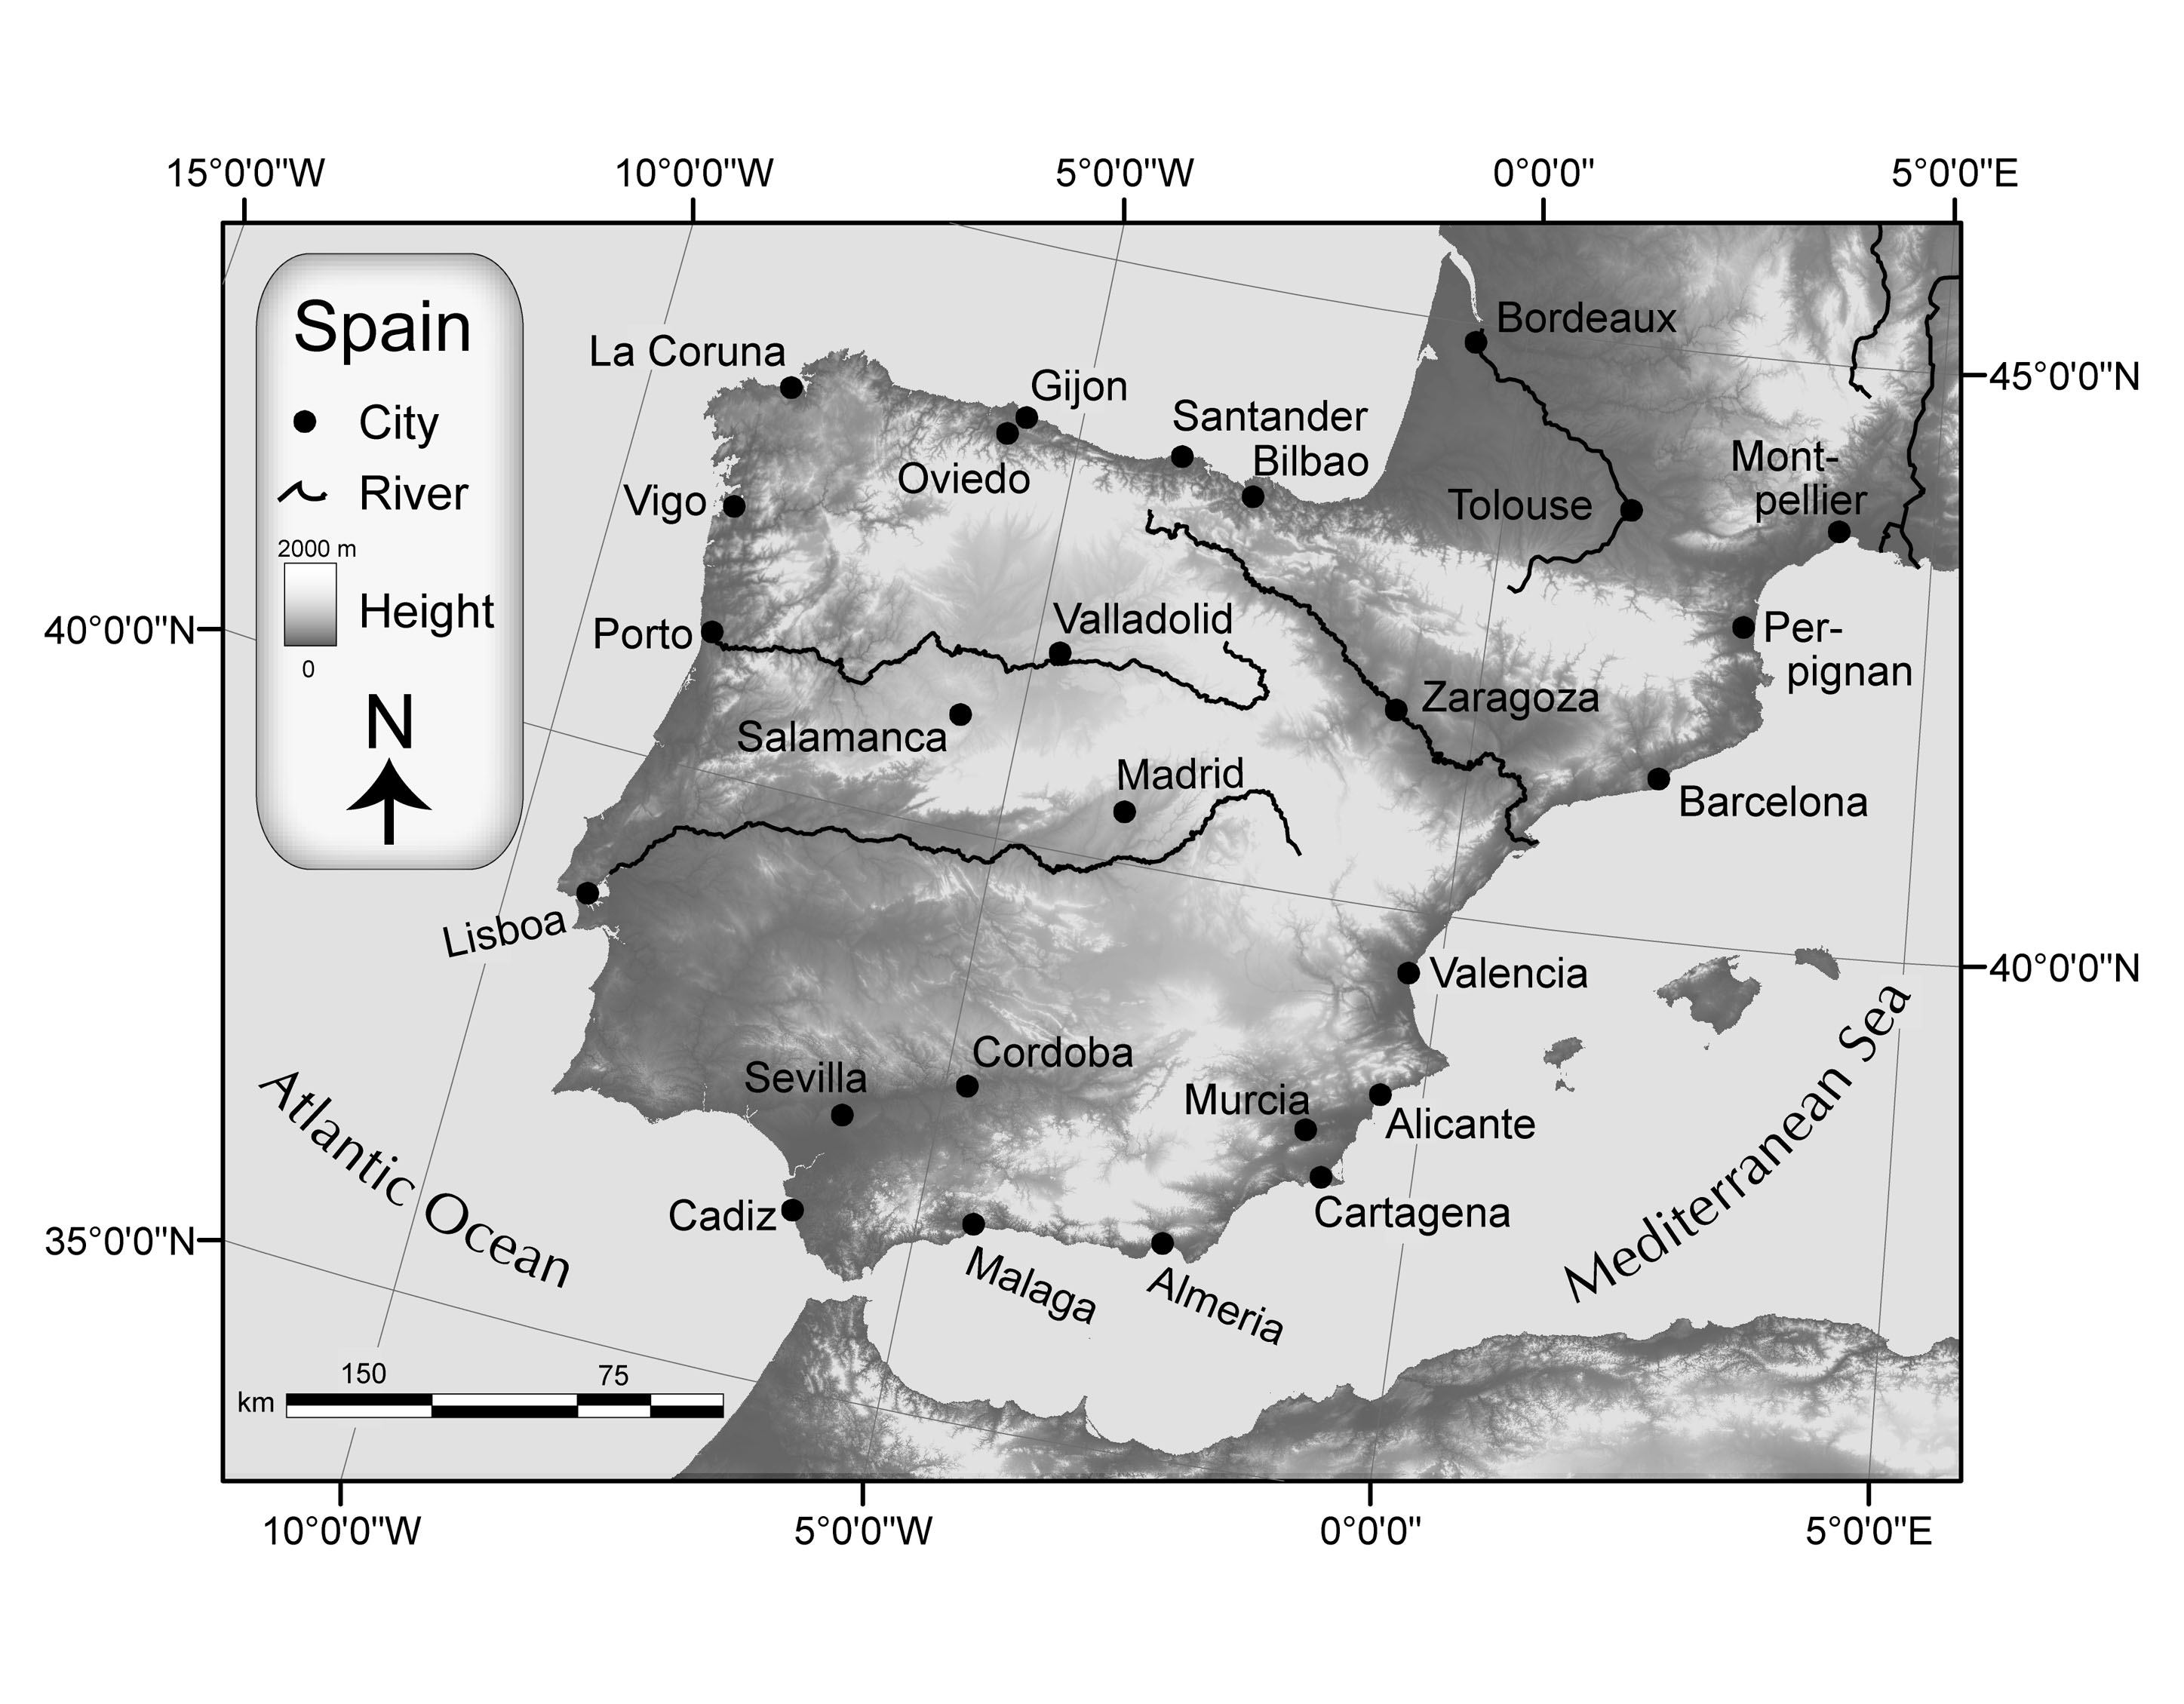 15°0'0"W
10°0'0"W
5°0'0"W
0°0'0"
5°0'0"E
Spain
City
River
2000 m
Height
0
N
Bordeaux
La Coruna
45°0'0"N
Gijon
Santander
Oviedo
Bilbao
Mont-
pellier
Vigo
Tolouse
40°0'0"N
Porto
Valladolid
Per-
pignan
Salamanca
Zaragoza
Madrid
Barcelona
Lisboa
Valencia
40°0'0"N
Sevilla
Cordoba
Murcia
Alicante
Atlantic Ocean
Mediterranean Sea
Cadiz
Cartagena
35°0'0"N
Malaga
Almeria
150
75
km
10°0'0"W
5°0'0"W
0°0'0"
5°0'0"E